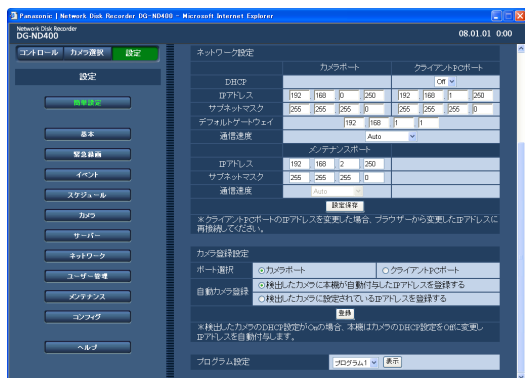 Panasonic | Network Disk Recorder DG-ND400 - Microsoft Internet Explorer
Network Disk Recorder
DG-ND400
08.01.01 0:00
コントロール カメラ選択 設定
設定
簡単設定
基本
緊急録画
イベント
スケジュール
カメラ
サーバー
ネットワーク
ユーザー管理
メンテナンス
コンフィグ
ヘルプ
ネットワーク設定
カメラポート クライアントPCポート
DHCP Off
IPアドレス 192 168 0 250 192 168 1 250
サブネットマスク 255 255 255 0 255 255 255 0
デフォルトゲートウェイ 192 168 1 1
通信速度 Auto
メンテナンスポート
IPアドレス 192 168 2 250
サブネットマスク 255 255 255 0
通信速度 Auto
設定保存
※クライアントPCポートのIPアドレスを変更した場合、ブラウザーから変更したIPアドレスに
再接続してください。
カメラ登録設定
ポート選択 カメラポート クライアントPCポート
自動カメラ登録 検出したカメラに本機が自動付与したIPアドレスを登録する
検出したカメラに設定されているIPアドレスを登録する
登録
※検出したカメラのDHCP設定がOnの場合、本機はカメラのDHCP設定をOffに変更し
IPアドレスを自動付与します。
プログラム設定 プログラム1 表示